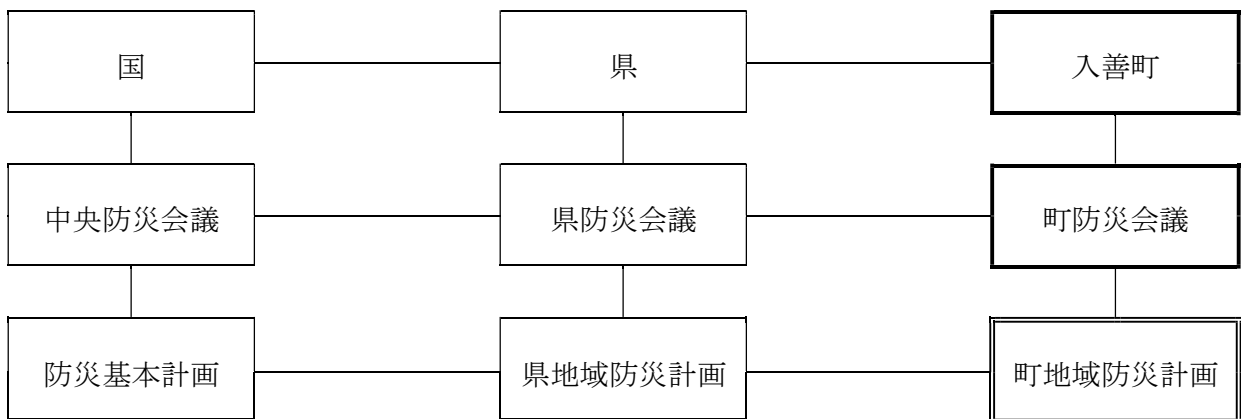 国
県
入善町
中央防災会議
県防災会議
町防災会議
防災基本計画
県地域防災計画
町地域防災計画